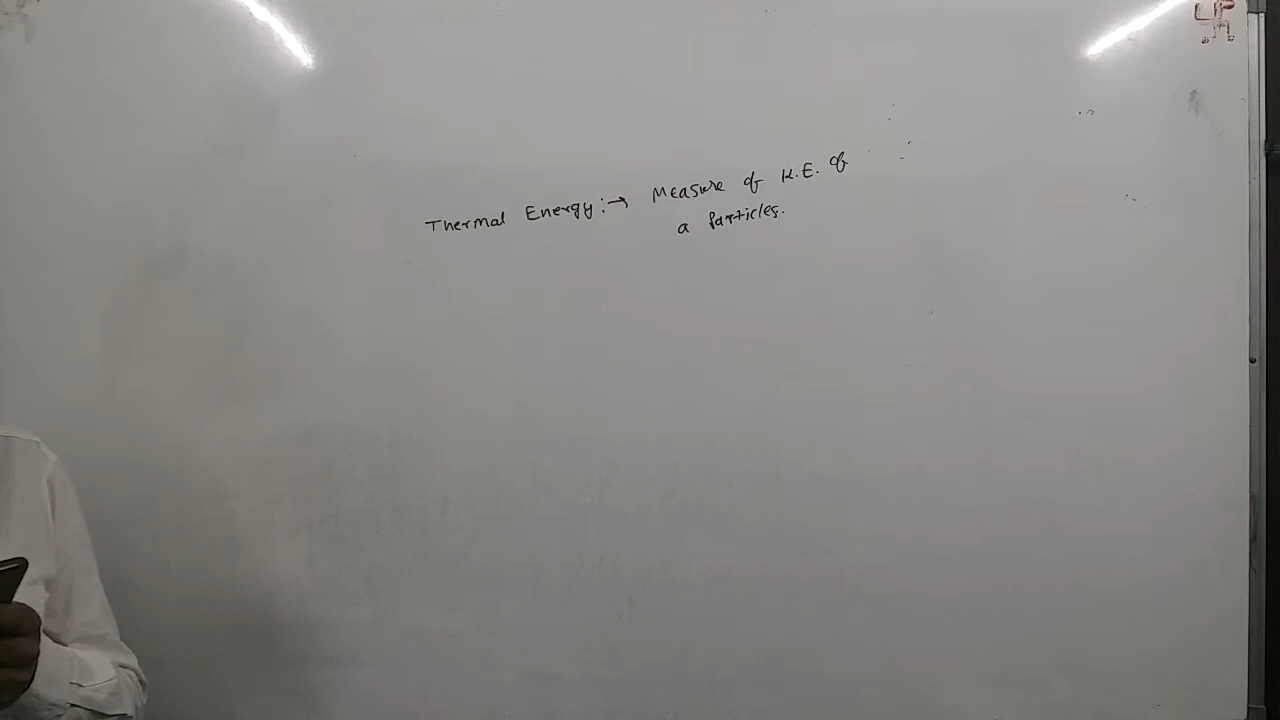 Thermal Energy:→ Measure of K.E. of
a particles.